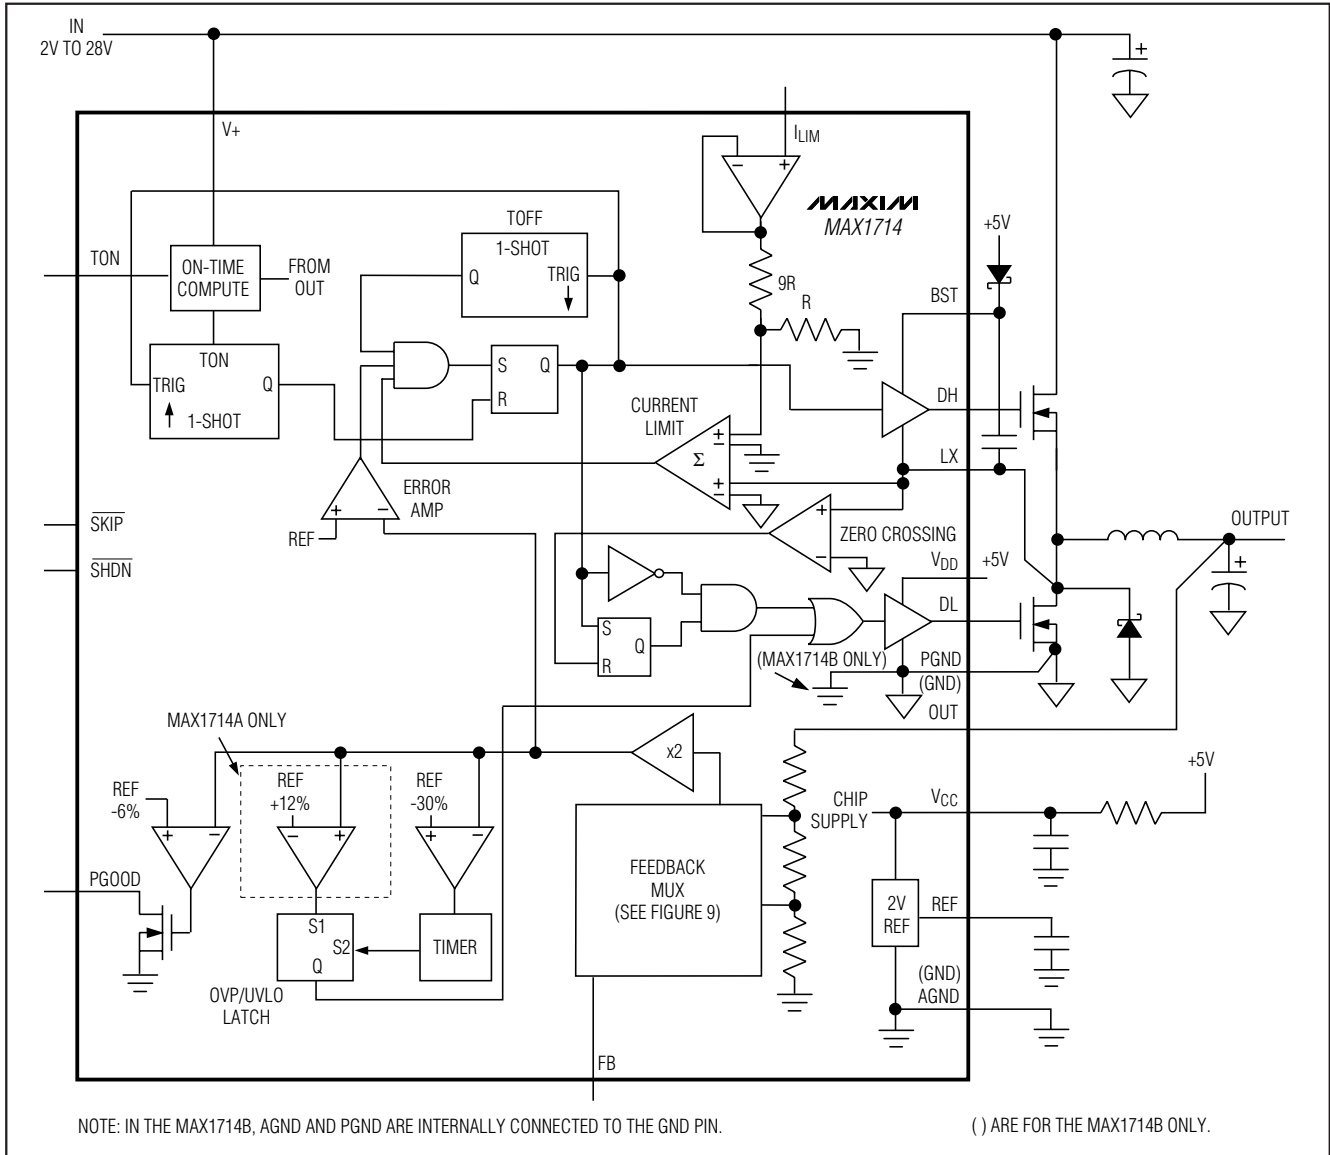 IN
2V TO 28V
V+
ILIM
MAXIM
MAX1714
+5V
TOFF
1-SHOT
Q
TRIG
TON
ON-TIME
COMPUTE
FROM
OUT
9R
R
BST
TON
TRIG
Q
1-SHOT
S
Q
R
DH
CURRENT
LIMIT
+
−
Σ
+
−
LX
ERROR
AMP
+
−
REF
SKIP
SHDN
+
−
ZERO CROSSING
OUTPUT
+
VDD
+5V
DL
S
Q
R
(MAX1714B ONLY)
PGND
(GND)
OUT
MAX1714A ONLY
x2
REF
-6%
REF
+12%
REF
-30%
+
−
−
+
+
−
CHIP
SUPPLY
VCC
+5V
PGOOD
FEEDBACK
MUX
(SEE FIGURE 9)
2V
REF
REF
S1
S2
Q
TIMER
OVP/UVLO
LATCH
(GND)
AGND
FB
NOTE: IN THE MAX1714B, AGND AND PGND ARE INTERNALLY CONNECTED TO THE GND PIN.
( ) ARE FOR THE MAX1714B ONLY.